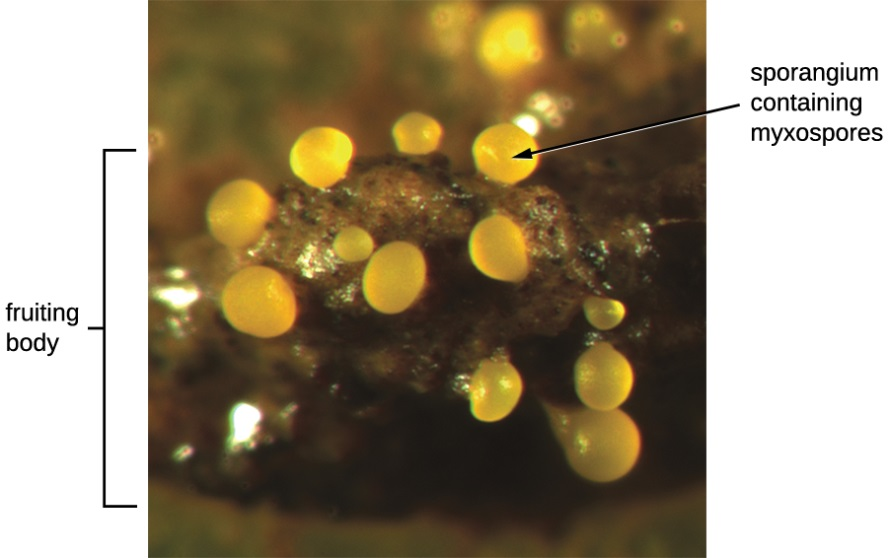 sporangium
containing
myxospores
fruiting
body